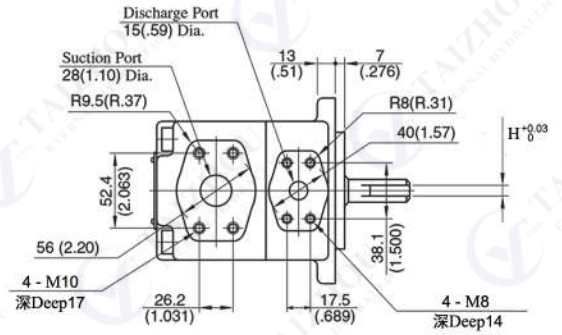 Discharge Port
15(.59) Dia.
Suction Port
28(1.10) Dia.
R9.5(R.37)
13
(.51)
7
(.276)
R8(R.31)
40(1.57)
H+0.03 0
52.4
(2.063)
56 (2.20)
4 - M10
深Deep17
26.2
(1.031)
17.5
(.689)
38.1
(1.500)
4 - M8
深Deep14
TAIZHOU